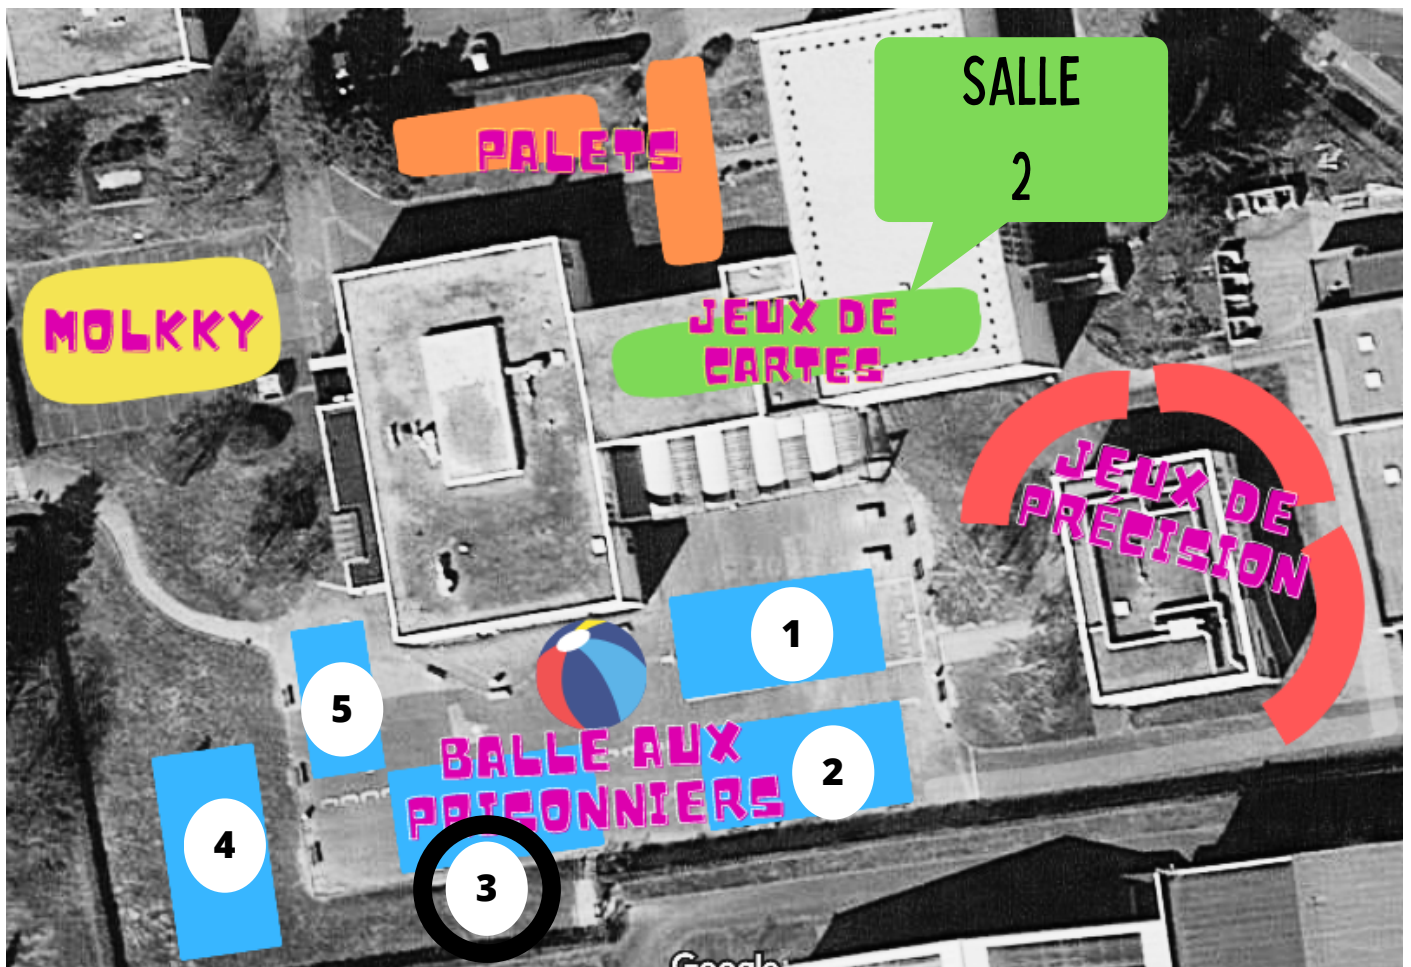 SALLE
2
PALETS
MOLKKY
JEUX DE
CARTES
JEUX DE
PRÉCISION
1
5
BALLE AUX
PRISONNIERS
2
4
3
Google